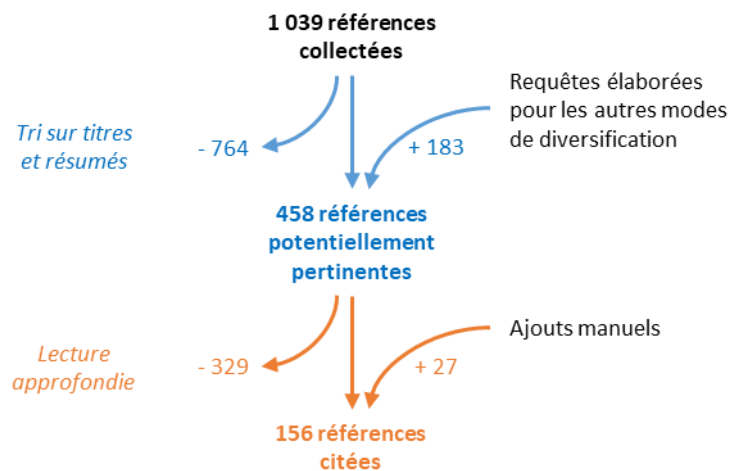 1 039 références
collectées
Requêtes élaborées
pour les autres modes
de diversification
Tri sur titres
et résumés
- 764
+ 183
458 références
potentiellement
pertinentes
Lecture
approfondie
- 329
Ajouts manuels
+ 27
156 références
citées